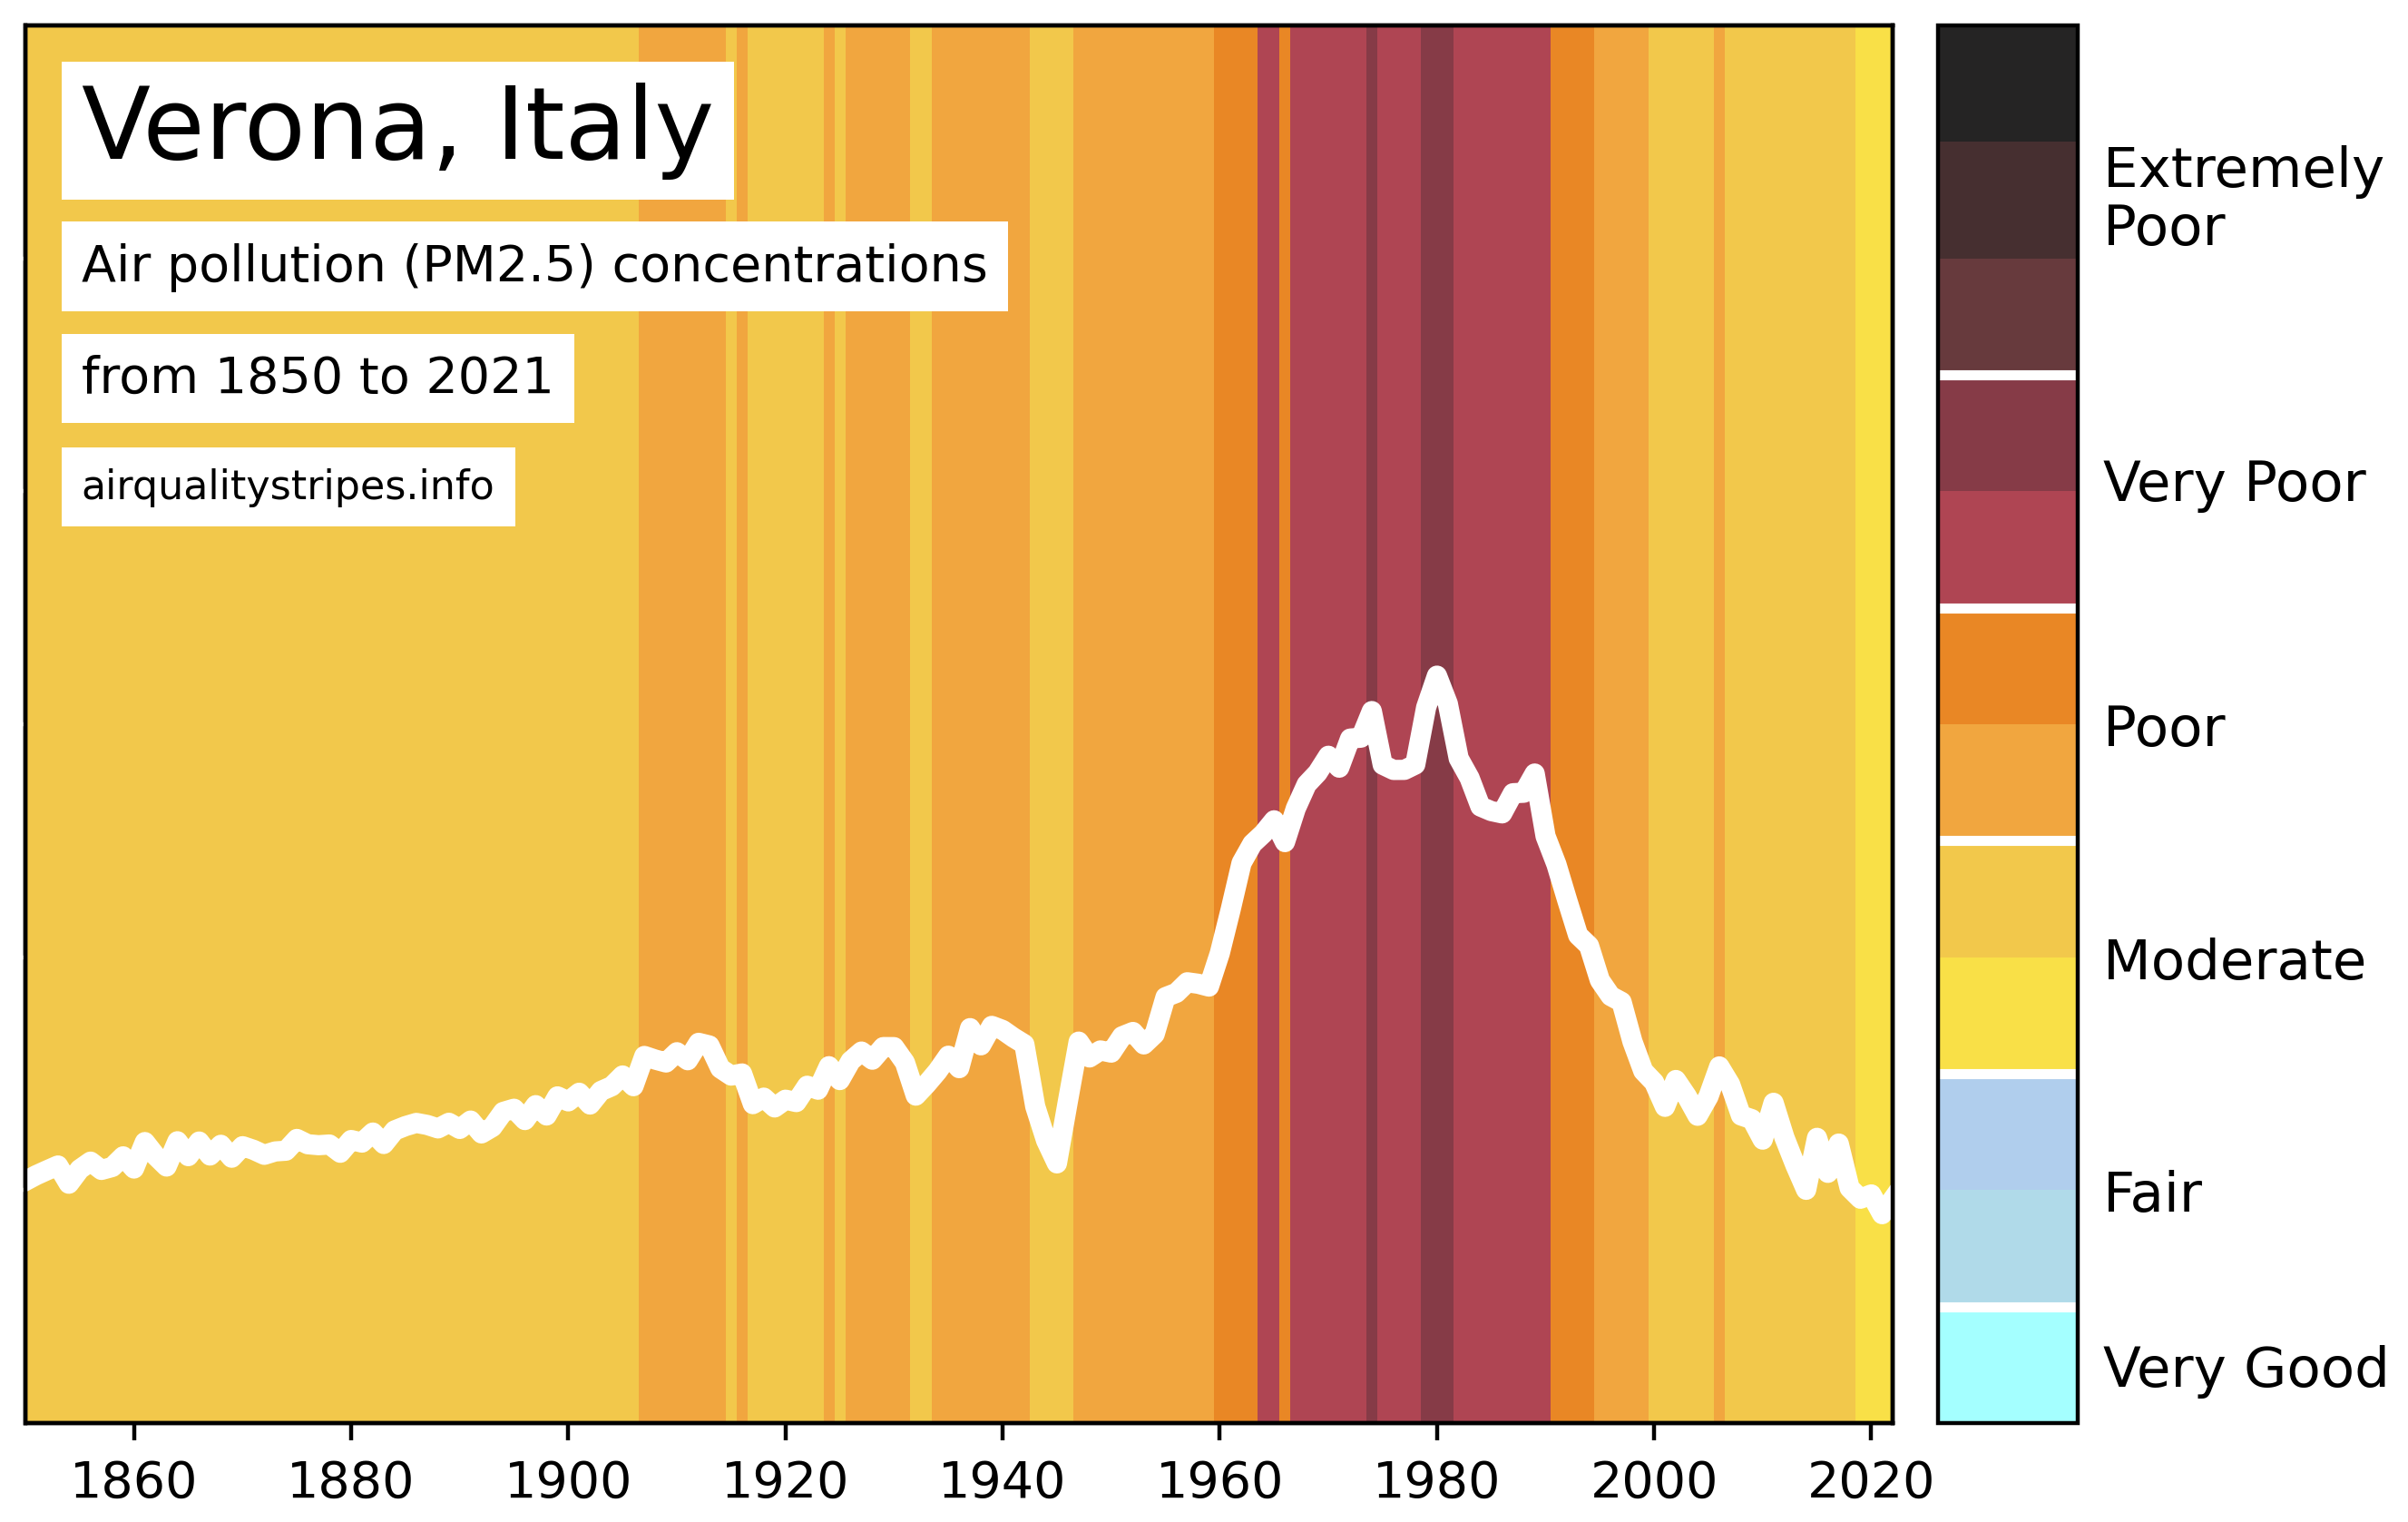 Verona, Italy
Air pollution (PM2.5) concentrations
from 1850 to 2021
airqualitystripes.info
Extremely
Poor
Very Poor
Poor
Moderate
Fair
Very Good
1860 1880 1900 1920 1940 1960 1980 2000 2020